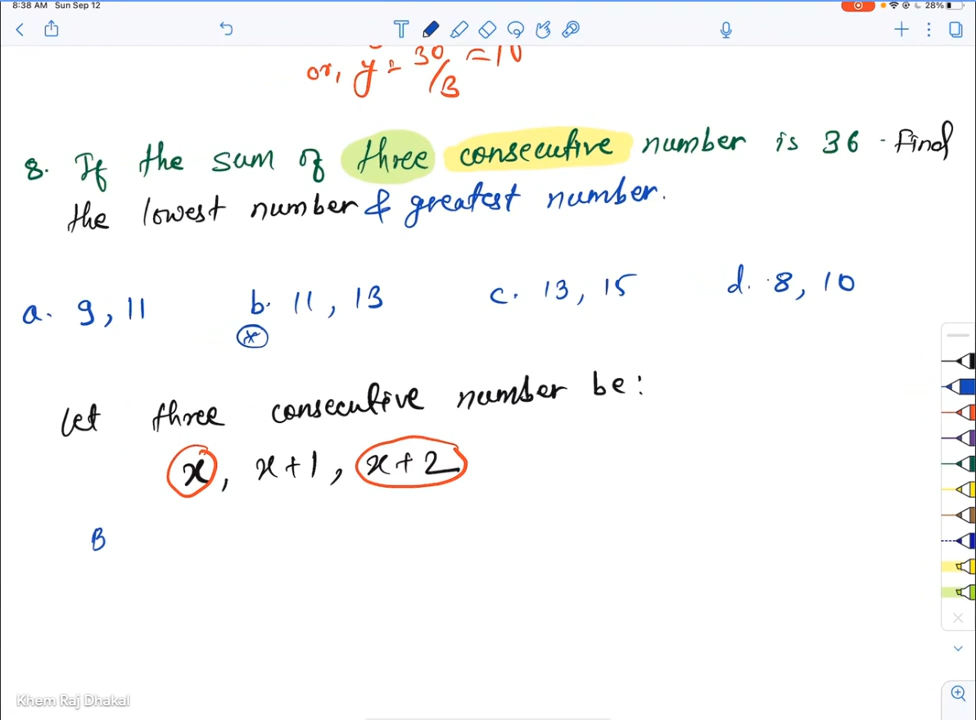 8:38 AM Sun Sep 12
28%
T
or, y = 30/3 = 10
8. If the sum of three consecutive number is 36 . find
the lowest number & greatest number.
a. 9, 11 b. 11, 13 c. 13, 15 d. 8, 10
let three consecutive number be:
x, x+1, x+2
B
Khem Raj Dhakal